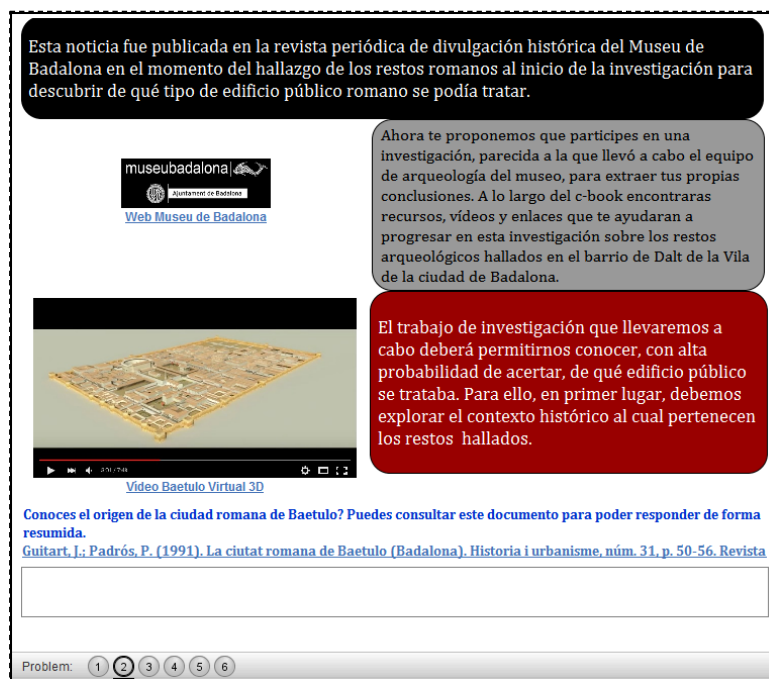 Esta noticia fue publicada en la revista periódica de divulgación histórica del Museu de
Badalona en el momento del hallazgo de los restos romanos al inicio de la investigación para
descubrir de qué tipo de edificio público romano se podía tratar.
museubadalona
Ajuntament de Badalona
Web Museu de Badalona
Ahora te proponemos que participes en una
investigación, parecida a la que llevó a cabo el equipo
de arqueología del museo, para extraer tus propias
conclusiones. A lo largo del c-book encontraras
recursos, vídeos y enlaces que te ayudaran a
progresar en esta investigación sobre los restos
arqueológicos hallados en el barrio de Dalt de la Vila
de la ciudad de Badalona.
El trabajo de investigación que llevaremos a
cabo deberá permitirnos conocer, con alta
probabilidad de acertar, de qué edificio público
se trataba. Para ello, en primer lugar, debemos
explorar el contexto histórico al cual pertenecen
los restos hallados.
Vídeo Baetulo Virtual 3D
Conoces el origen de la ciudad romana de Baetulo? Puedes consultar este documento para poder responder de forma
resumida.
Guitart, J.; Padrós, P. (1991). La ciutat romana de Baetulo (Badalona). Historia i urbanisme, núm. 31, p. 50-56. Revista
Problem: 1 2 3 4 5 6